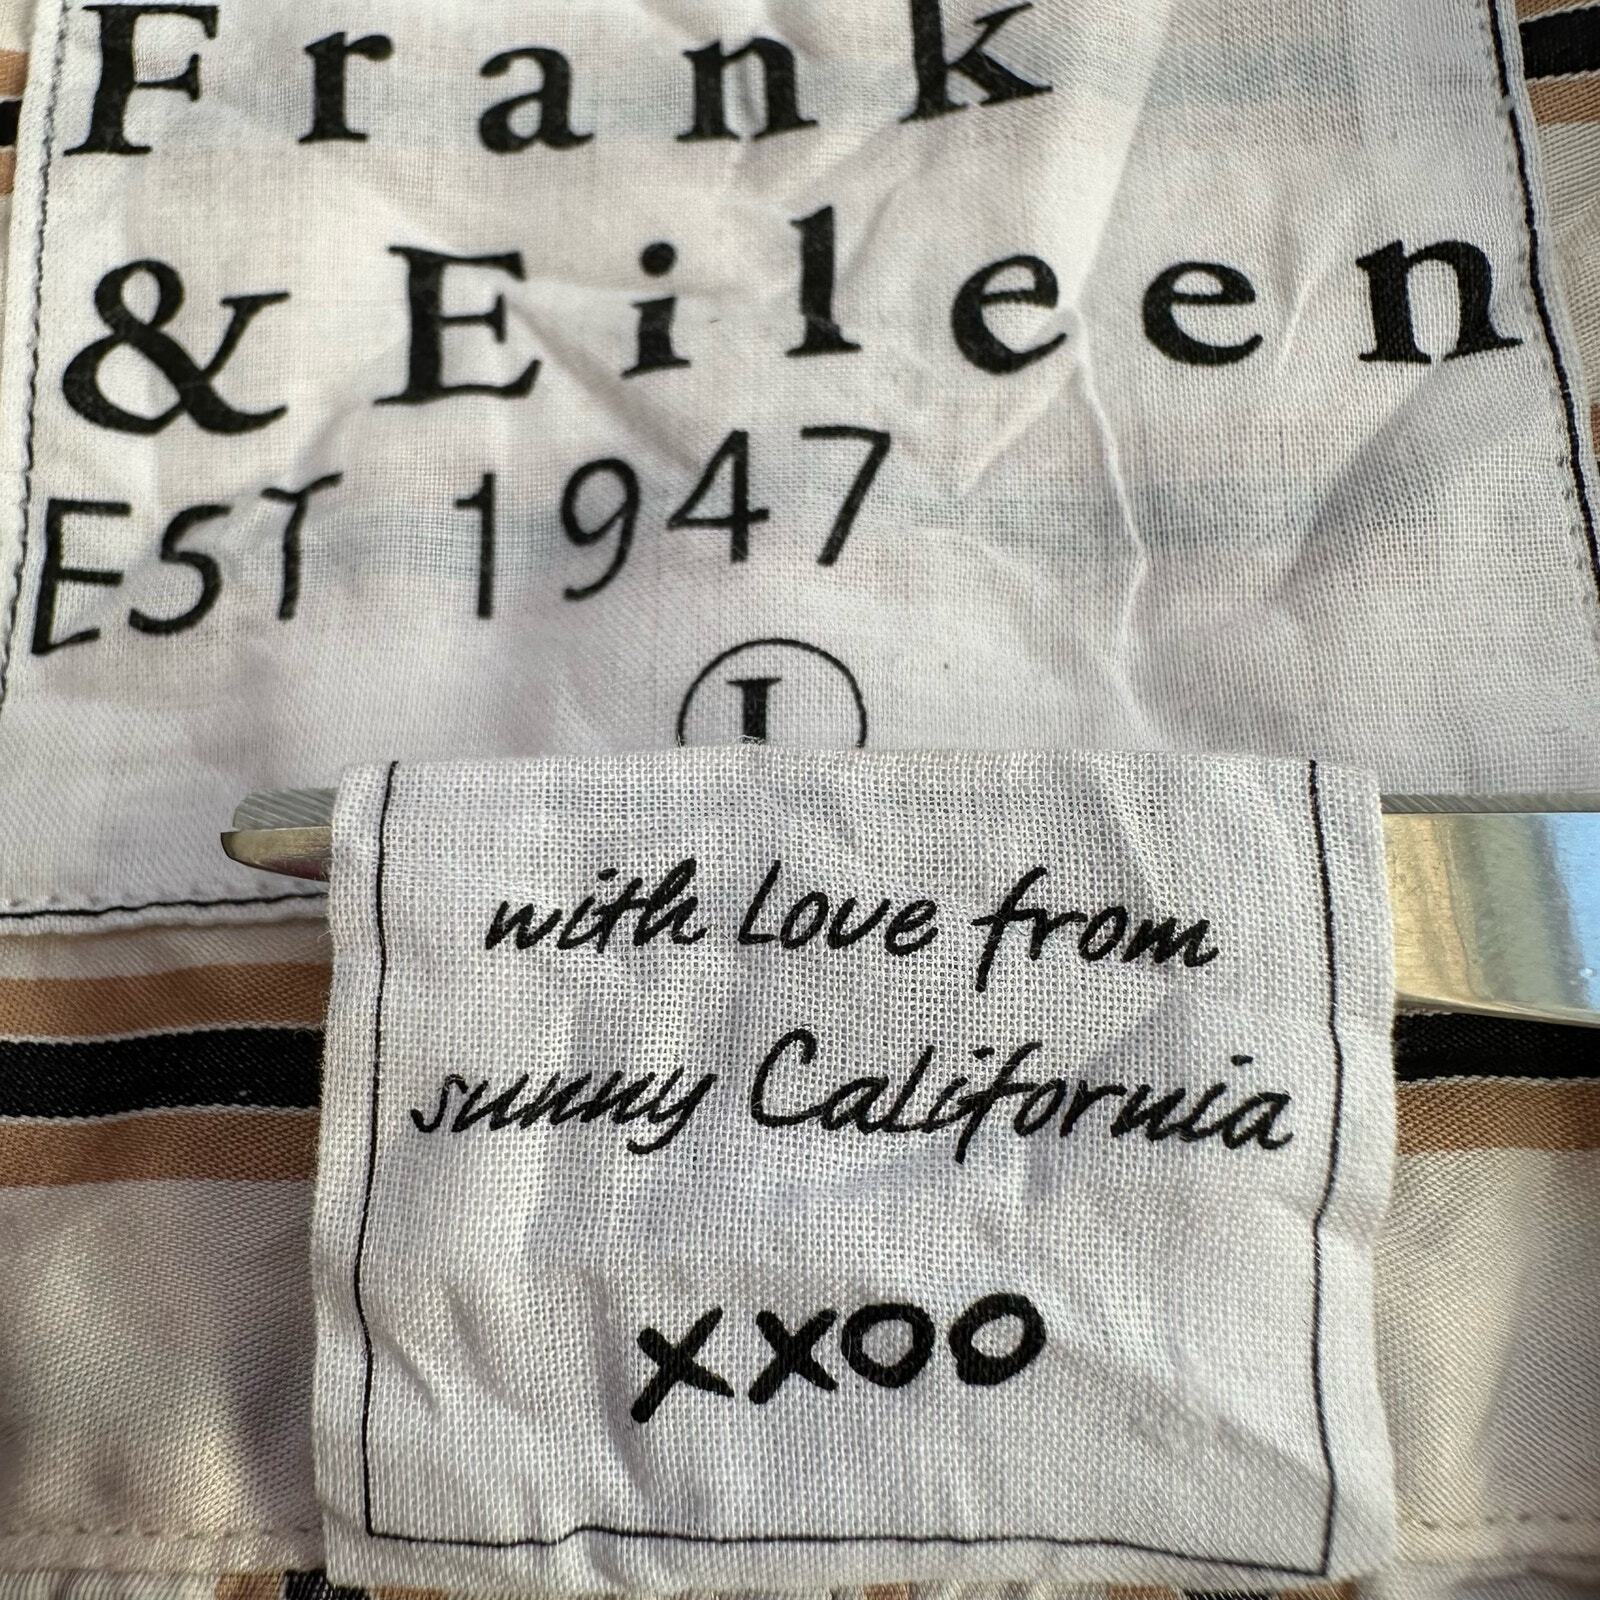 Frank
& Eileen
EST 1947
with Love from
sunny California
xxoo